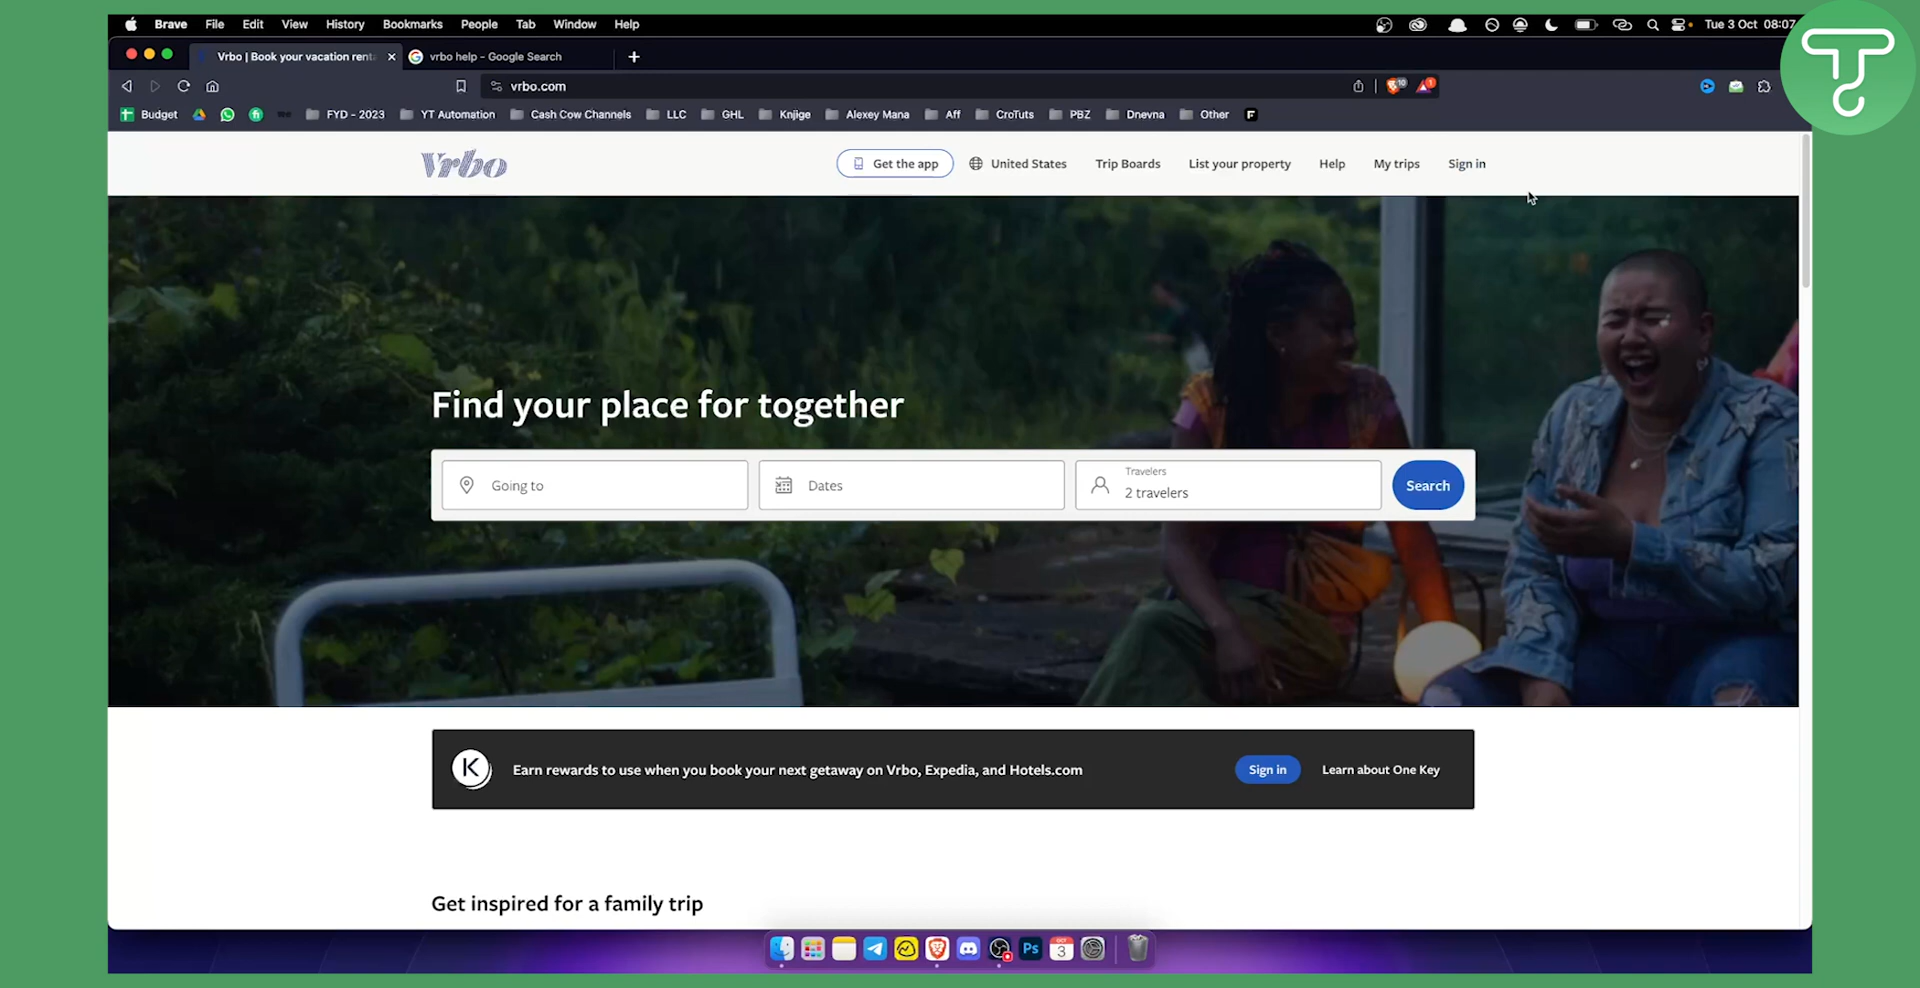 Brave File Edit View History Bookmarks People Tab Window Help Tue 3 Oct 08:07
Vrbo | Book your vacation rent
vrbo help - Google Search
vrbo.com
10
1
Budget FYD - 2023 YT Automation Cash Cow Channels LLC GHL Knjige Alexey Mana Aff CroTuts PBZ Dnevna Other F
Vrbo Get the app United States Trip Boards List your property Help My trips Sign in
Find your place for together
Going to
Dates
Travelers
2 travelers
Search
K Earn rewards to use when you book your next getaway on Vrbo, Expedia, and Hotels.com Sign in Learn about One Key
Get inspired for a family trip
Ps
OCT
3